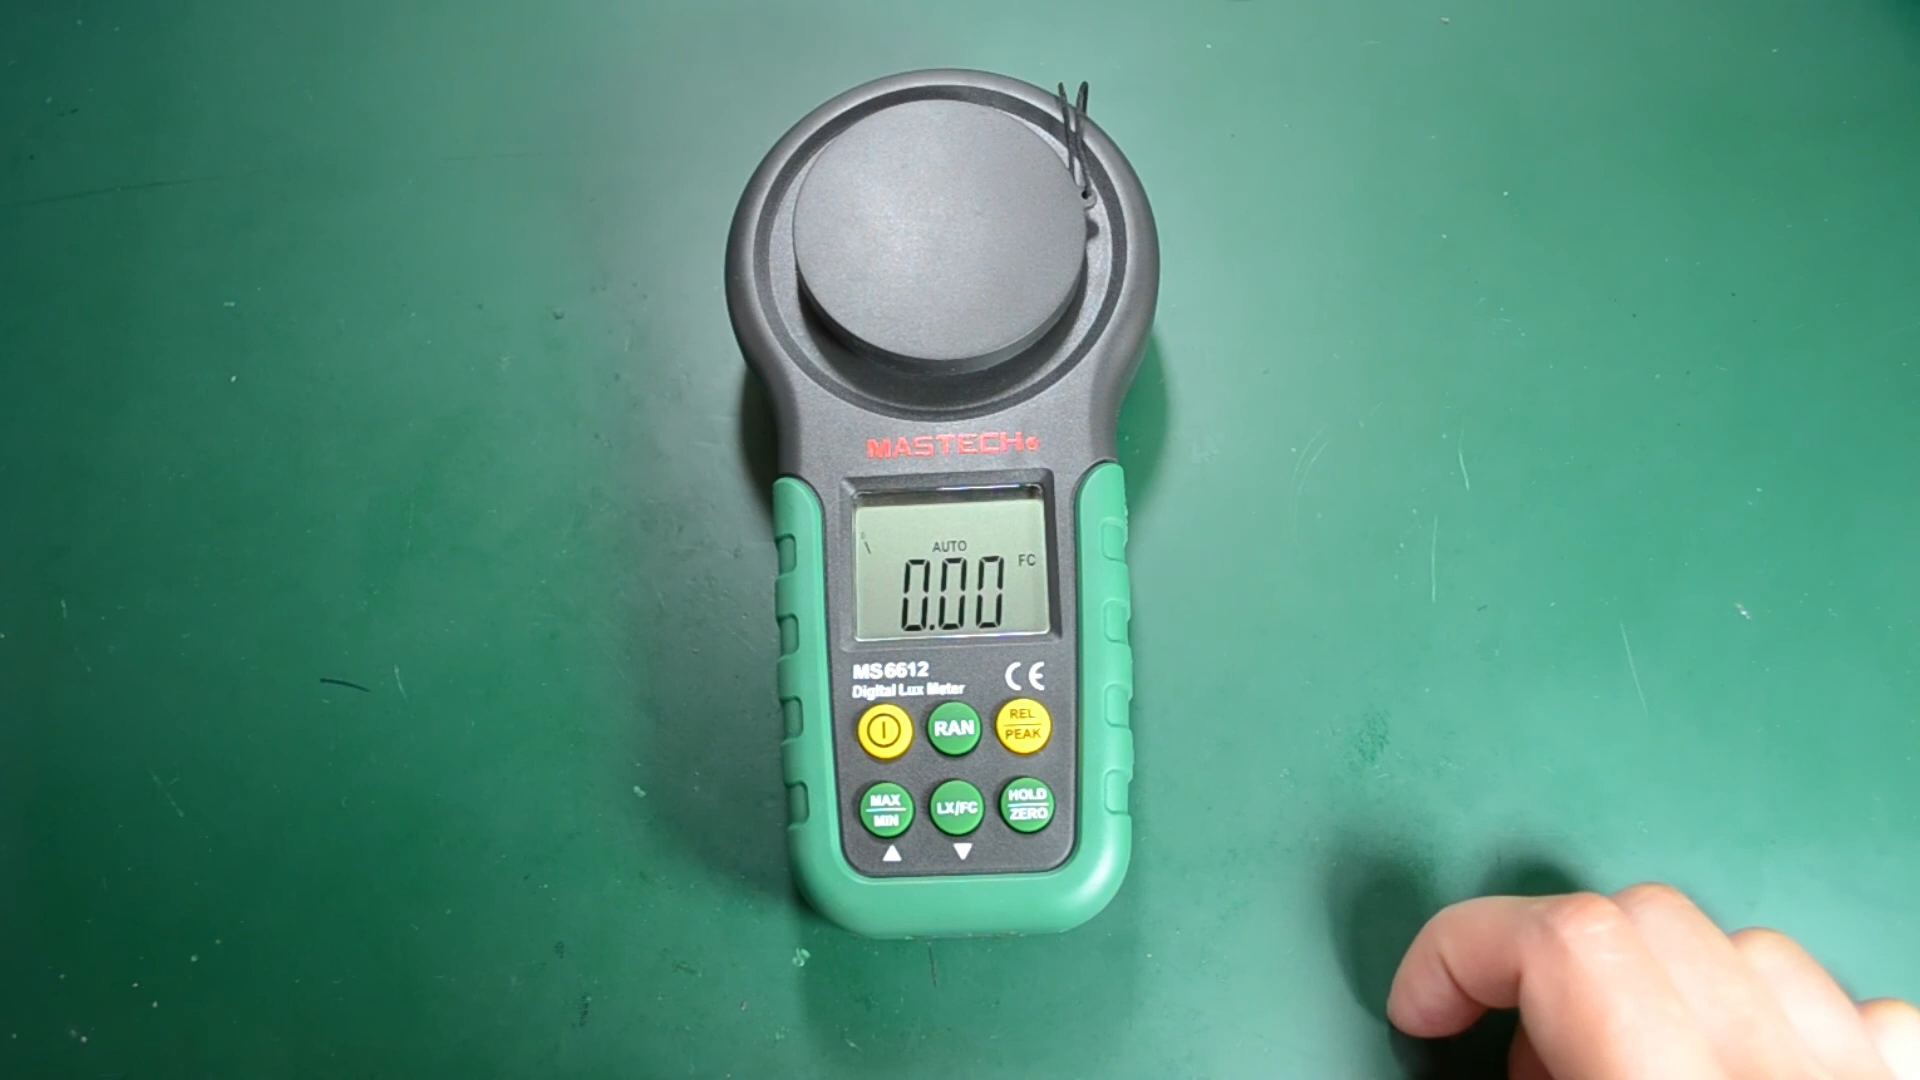 MASTECH
AUTO
FC
0.00
MS6612
Digital Lux Meter
CE
RAN
REL
PEAK
MAX
MIN
LX/FC
HOLD
ZERO